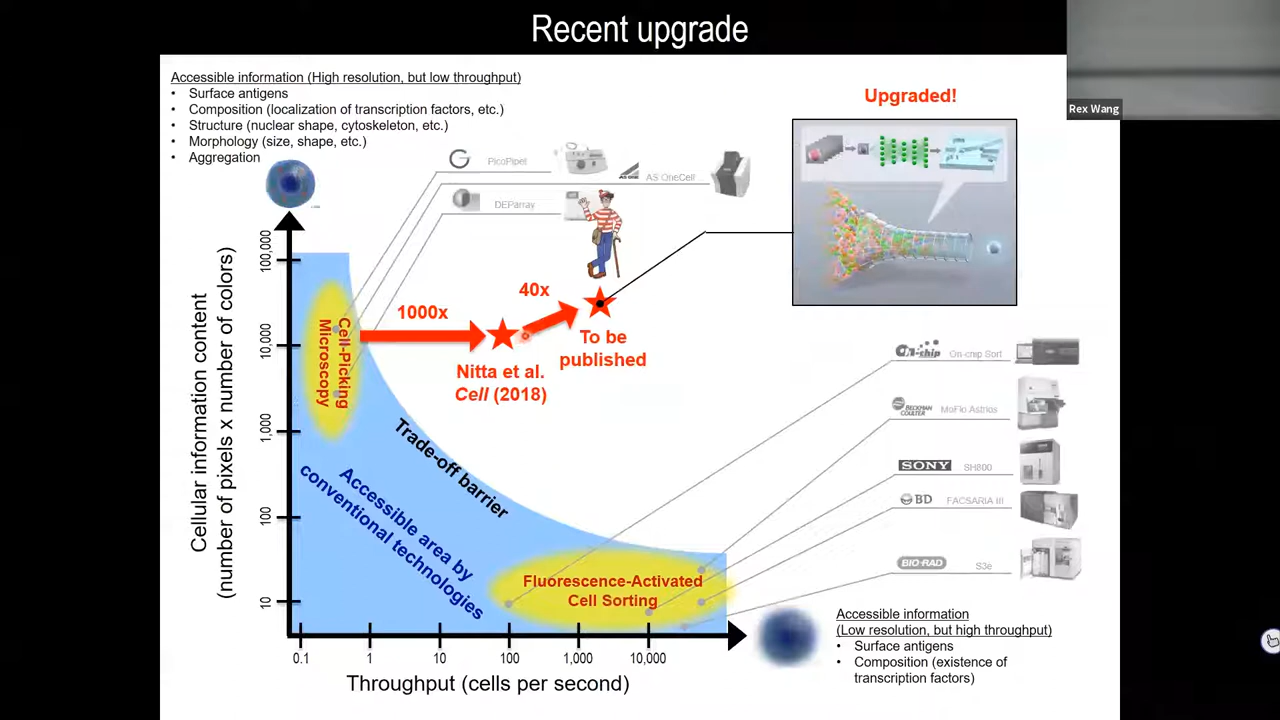 Recent upgrade
Rex Wang
Accessible information (High resolution, but low throughput)
• Surface antigens
• Composition (localization of transcription factors, etc.)
• Structure (nuclear shape, cytoskeleton, etc.)
• Morphology (size, shape, etc.)
• Aggregation
Upgraded!
PicoPipet
AS ONE
AS OneCell
DEParray
Cellular information content
(number of pixels x number of colors)
100,000
10,000
1,000
100
10
Cell-Picking
Microscopy
1000x
40x
Nitta et al.
Cell (2018)
To be
published
Trade-off barrier
Accessible area by
conventional technologies
Fluorescence-Activated
Cell Sorting
On-chip
On-chip Sort
BECKMAN
COULTER
MoFlo Astrios
SONY
SH800
BD
FACSARIA III
BIO-RAD
S3e
0.1
1
10
100
1,000
10,000
Throughput (cells per second)
Accessible information
(Low resolution, but high throughput)
• Surface antigens
• Composition (existence of
transcription factors)